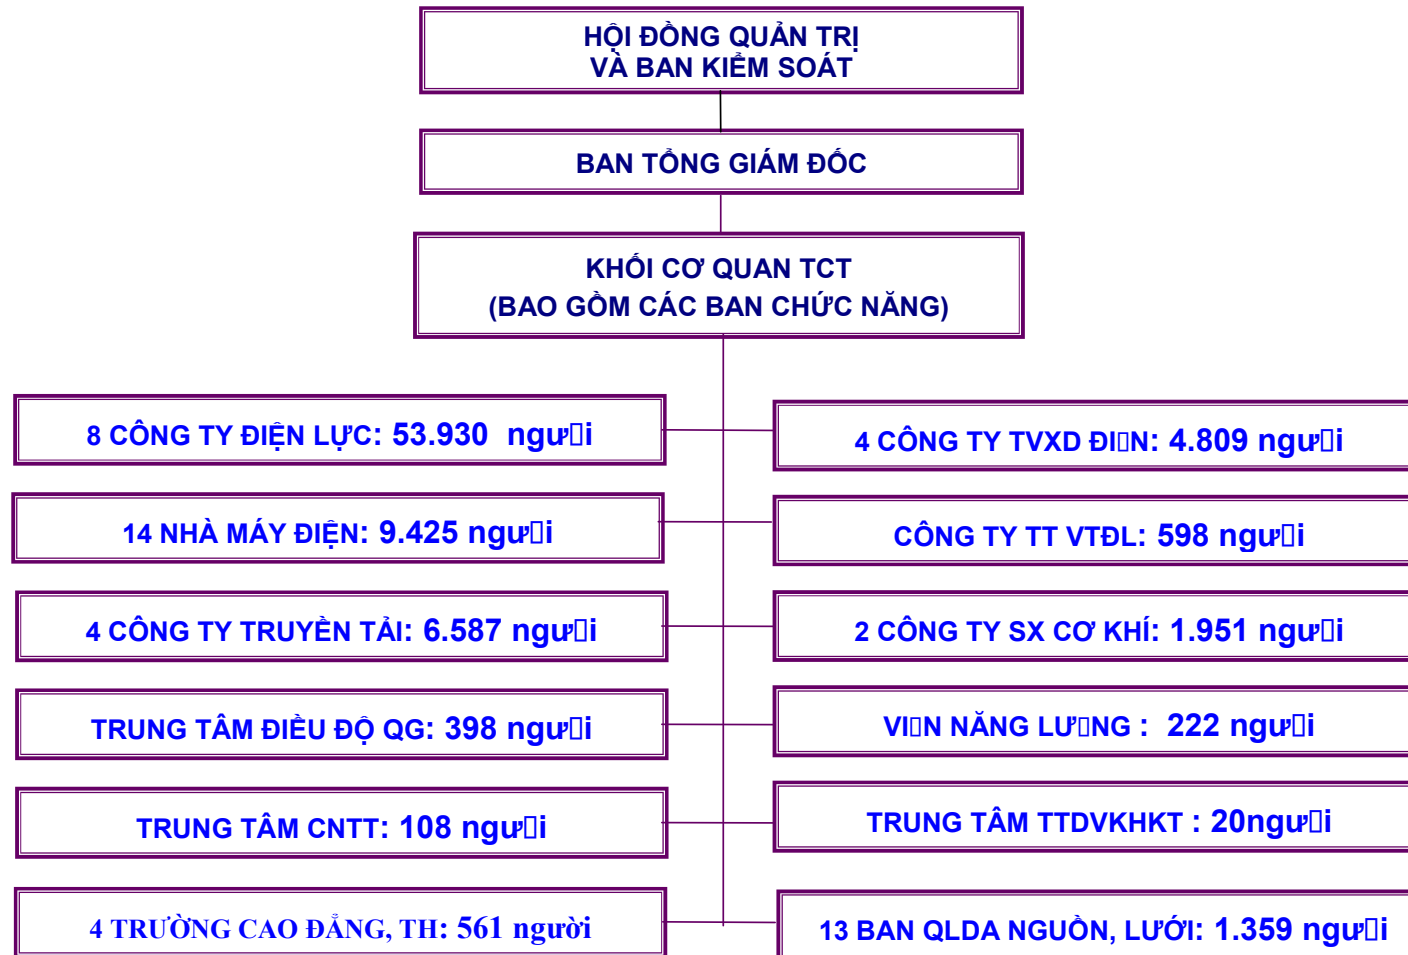 HỘI ĐỒNG QUẢN TRỊ
VÀ BAN KIỂM SOÁT
BAN TỔNG GIÁM ĐỐC
KHỐI CƠ QUAN TCT
(BAO GỒM CÁC BAN CHỨC NĂNG)
8 CÔNG TY ĐIỆN LỰC: 53.930 ngư▯i
4 CÔNG TY TVXD ĐI▯N: 4.809 ngư▯i
14 NHÀ MÁY ĐIỆN: 9.425 ngư▯i
CÔNG TY TT VTĐL: 598 ngư▯i
4 CÔNG TY TRUYỀN TẢI: 6.587 ngư▯i
2 CÔNG TY SX CƠ KHÍ: 1.951 ngư▯i
TRUNG TÂM ĐIỀU ĐỘ QG: 398 ngư▯i
VI▯N NĂNG LƯ▯NG : 222 ngư▯i
TRUNG TÂM CNTT: 108 ngư▯i
TRUNG TÂM TTDVKHKT : 20ngư▯i
4 TRƯỜNG CAO ĐẲNG, TH: 561 người
13 BAN QLDA NGUỒN, LƯỚI: 1.359 ngư▯i